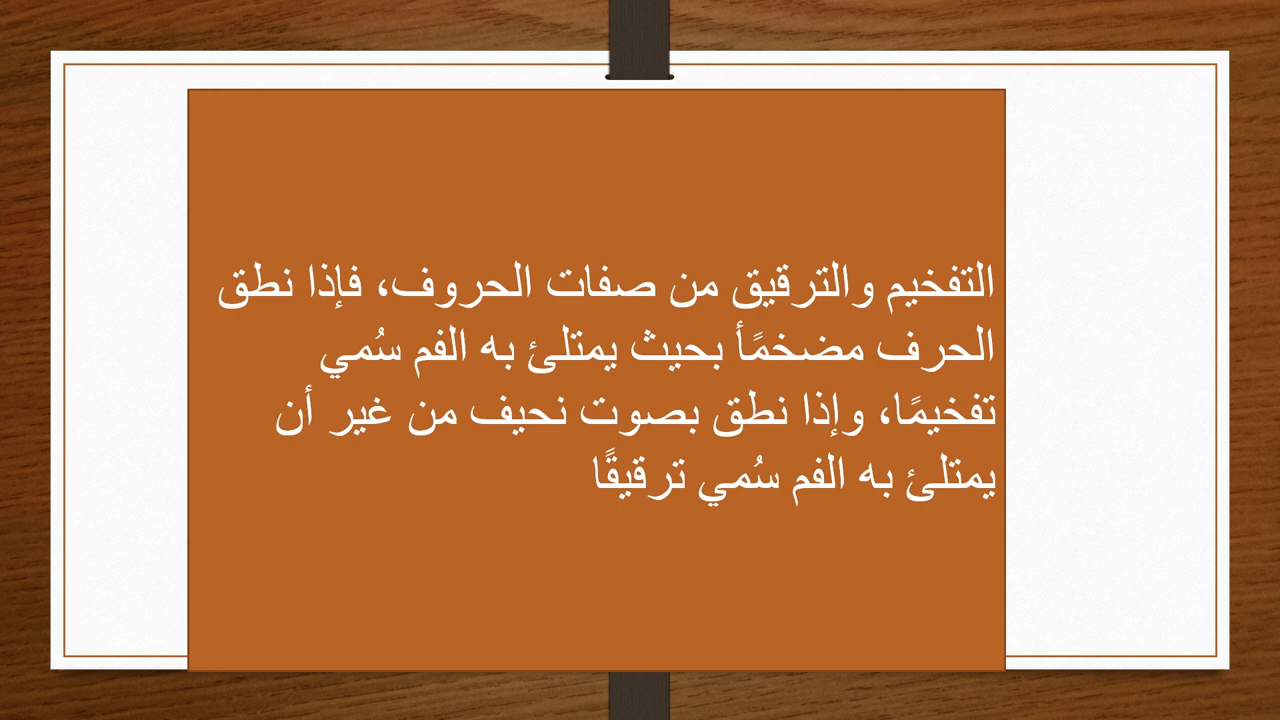 التفخيم والترقيق من صفات الحروف، فإذا نطق
الحرف مضخمًأ بحيث يمتلئ به الفم سُمي
تفخيمًا، وإذا نطق بصوت نحيف من غير أن
يمتلئ به الفم سُمي ترقيقًا